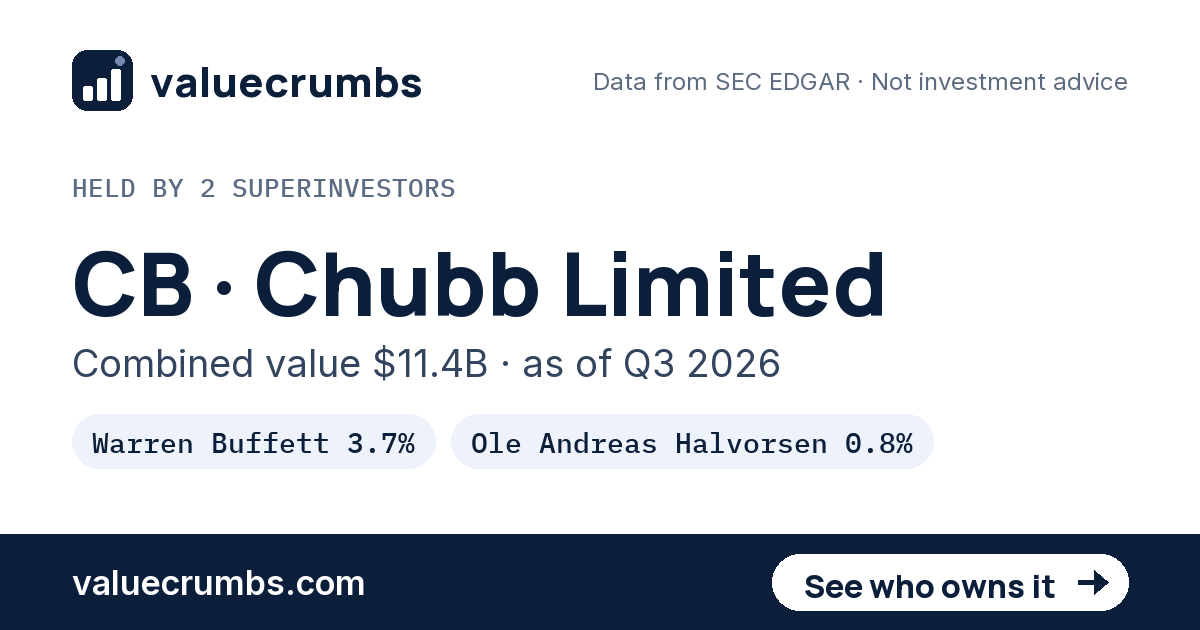 valuecrumbs
Data from SEC EDGAR · Not investment advice
HELD BY 2 SUPERINVESTORS
CB · Chubb Limited
Combined value $11.4B · as of Q3 2026
Warren Buffett 3.7%
Ole Andreas Halvorsen 0.8%
valuecrumbs.com
See who owns it →